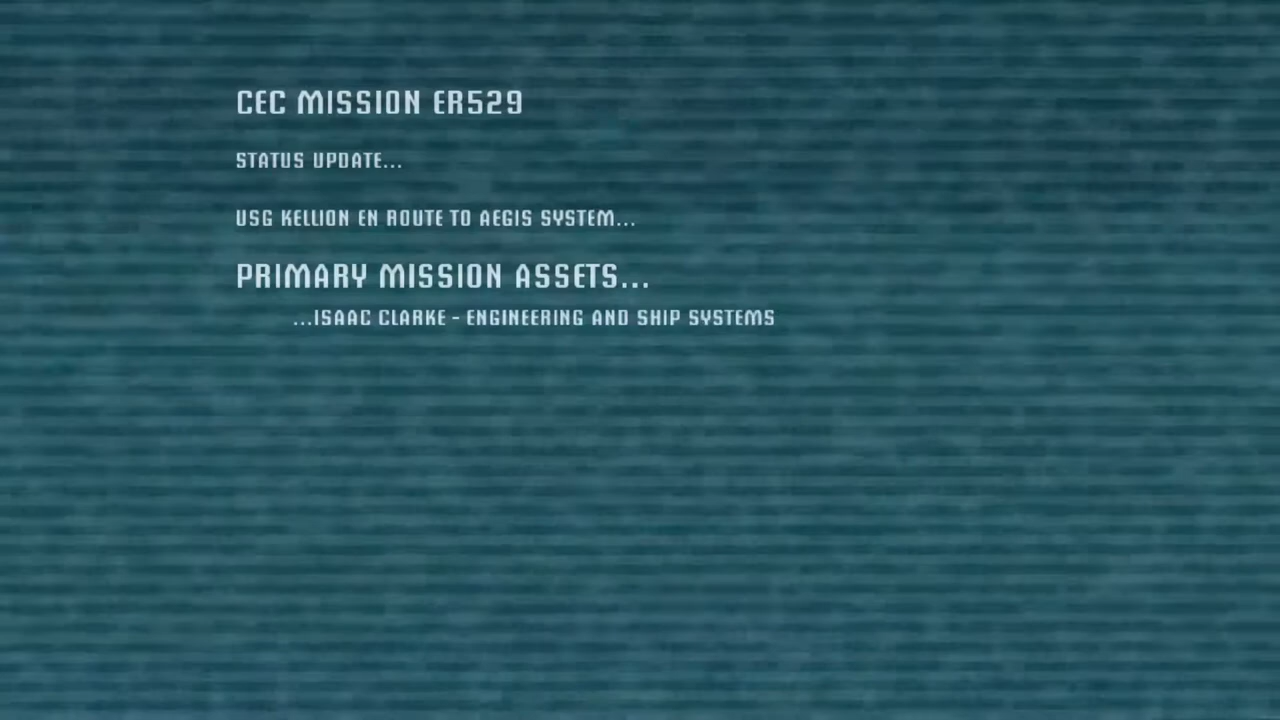 CEC MISSION ER529
STATUS UPDATE...
USG KELLION EN ROUTE TO AEGIS SYSTEM...
PRIMARY MISSION ASSETS...
...ISAAC CLARKE - ENGINEERING AND SHIP SYSTEMS